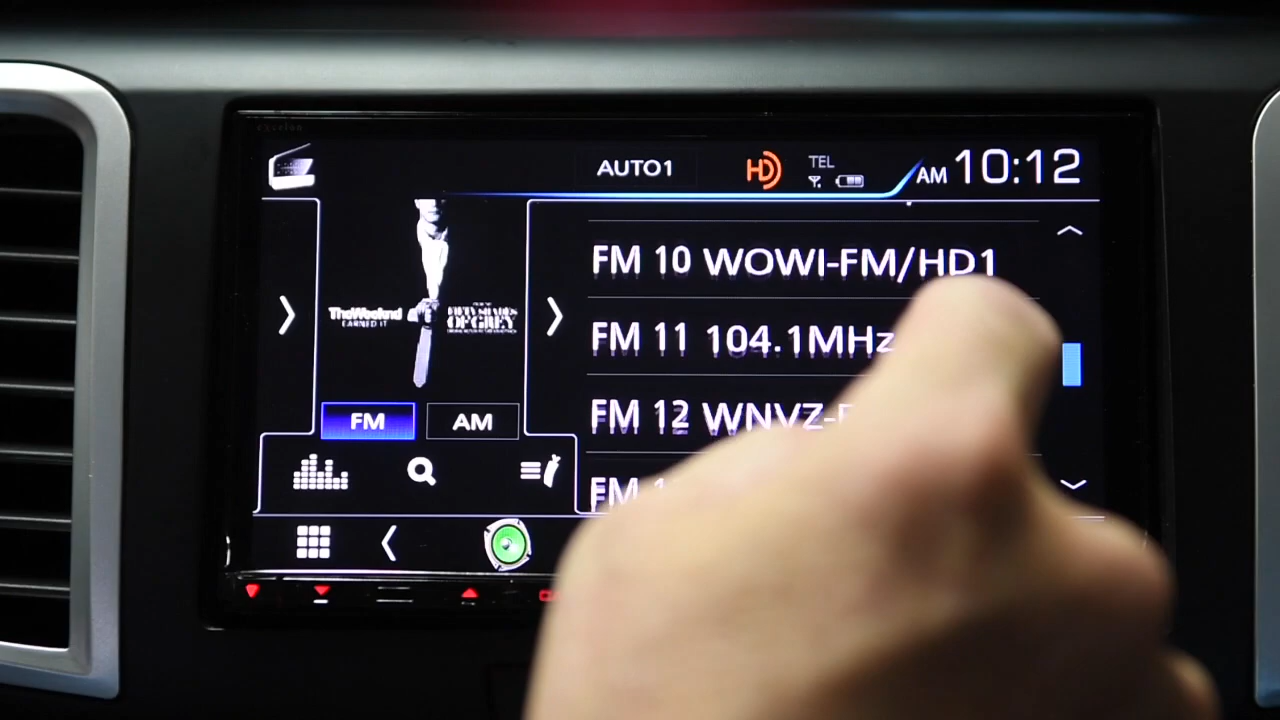 AUTO1
HD
TEL
AM 10:12
TheWeeknd
EARNED IT
FIFTY SHADES
OF GREY
FM 10 WOWI-FM/HD1
FM 11 104.1MHz
FM 12 WNVZ-
FM
FM
AM